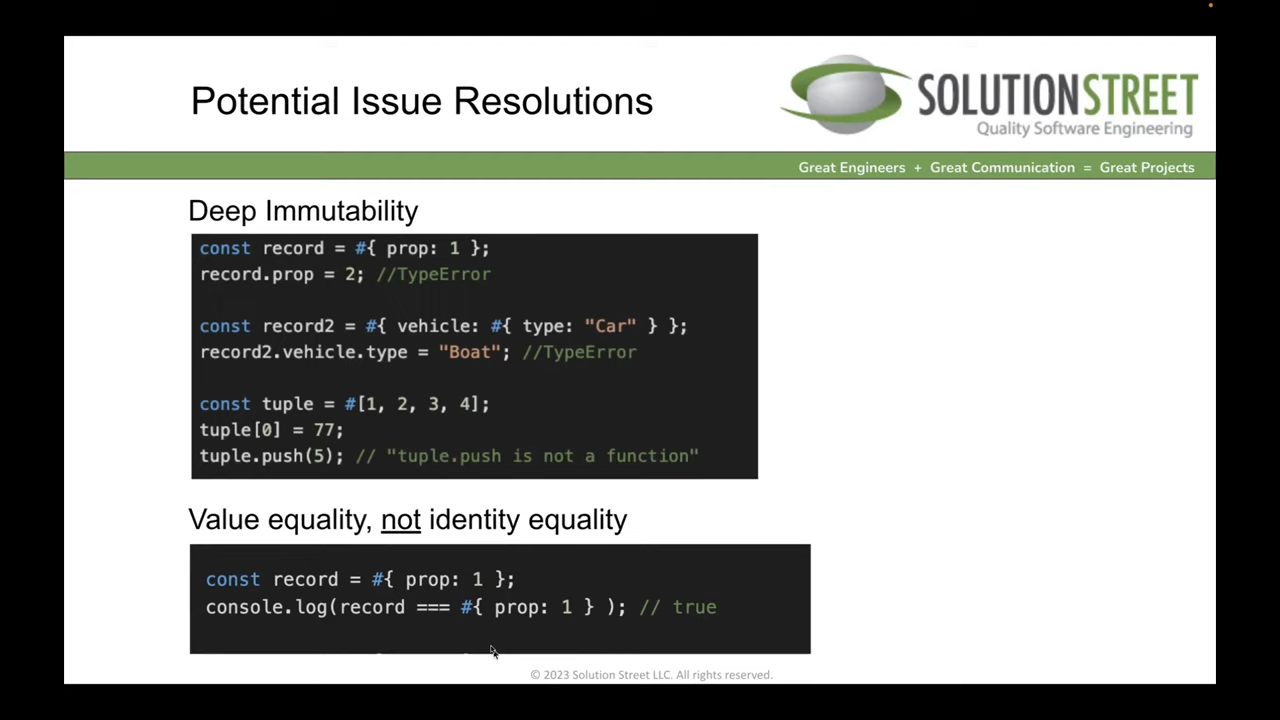 Potential Issue Resolutions
SOLUTIONSTREET
Quality Software Engineering
Great Engineers + Great Communication = Great Projects
Deep Immutability
const record = #{ prop: 1 };
record.prop = 2; //TypeError
const record2 = #{ vehicle: #{ type: "Car" } };
record2.vehicle.type = "Boat"; //TypeError
const tuple = #[1, 2, 3, 4];
tuple[0] = 77;
tuple.push(5); // "tuple.push is not a function"
Value equality, not identity equality
const record = #{ prop: 1 };
console.log(record === #{ prop: 1 } ); // true
© 2023 Solution Street LLC. All rights reserved.